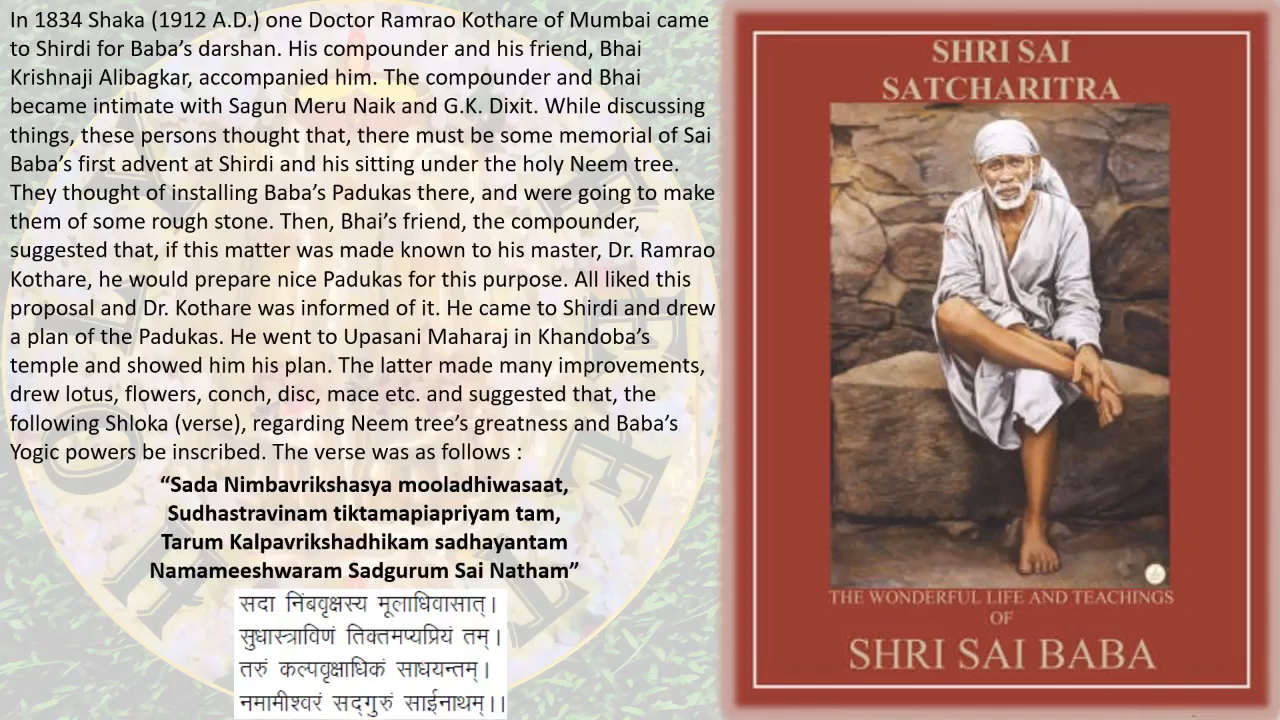 In 1834 Shaka (1912 A.D.) one Doctor Ramrao Kothare of Mumbai came
to Shirdi for Baba’s darshan. His compounder and his friend, Bhai
Krishnaji Alibagkar, accompanied him. The compounder and Bhai
became intimate with Sagun Meru Naik and G.K. Dixit. While discussing
things, these persons thought that, there must be some memorial of Sai
Baba’s first advent at Shirdi and his sitting under the holy Neem tree.
They thought of installing Baba’s Padukas there, and were going to make
them of some rough stone. Then, Bhai’s friend, the compounder,
suggested that, if this matter was made known to his master, Dr. Ramrao
Kothare, he would prepare nice Padukas for this purpose. All liked this
proposal and Dr. Kothare was informed of it. He came to Shirdi and drew
a plan of the Padukas. He went to Upasani Maharaj in Khandoba’s
temple and showed him his plan. The latter made many improvements,
drew lotus, flowers, conch, disc, mace etc. and suggested that, the
following Shloka (verse), regarding Neem tree’s greatness and Baba’s
Yogic powers be inscribed. The verse was as follows :
“Sada Nimbavrikshasya mooladhiwasaat,
Sudhastravinam tiktamapiapriyam tam,
Tarum Kalpavrikshadhikam sadhayantam
Namameeshwaram Sadgurum Sai Natham”
सदा निंबवृक्षस्य मूलाधिवासात्।
सुधास्त्राविणं तिक्तमप्यप्रियं तम्।
तरुं कल्पवृक्षाधिकं साधयन्तम्।
नमामीश्वरं सद्गुरुं साईनाथम्।।
SHRI SAI
SATCHARITRA
THE WONDERFUL LIFE AND TEACHINGS
OF
SHRI SAI BABA